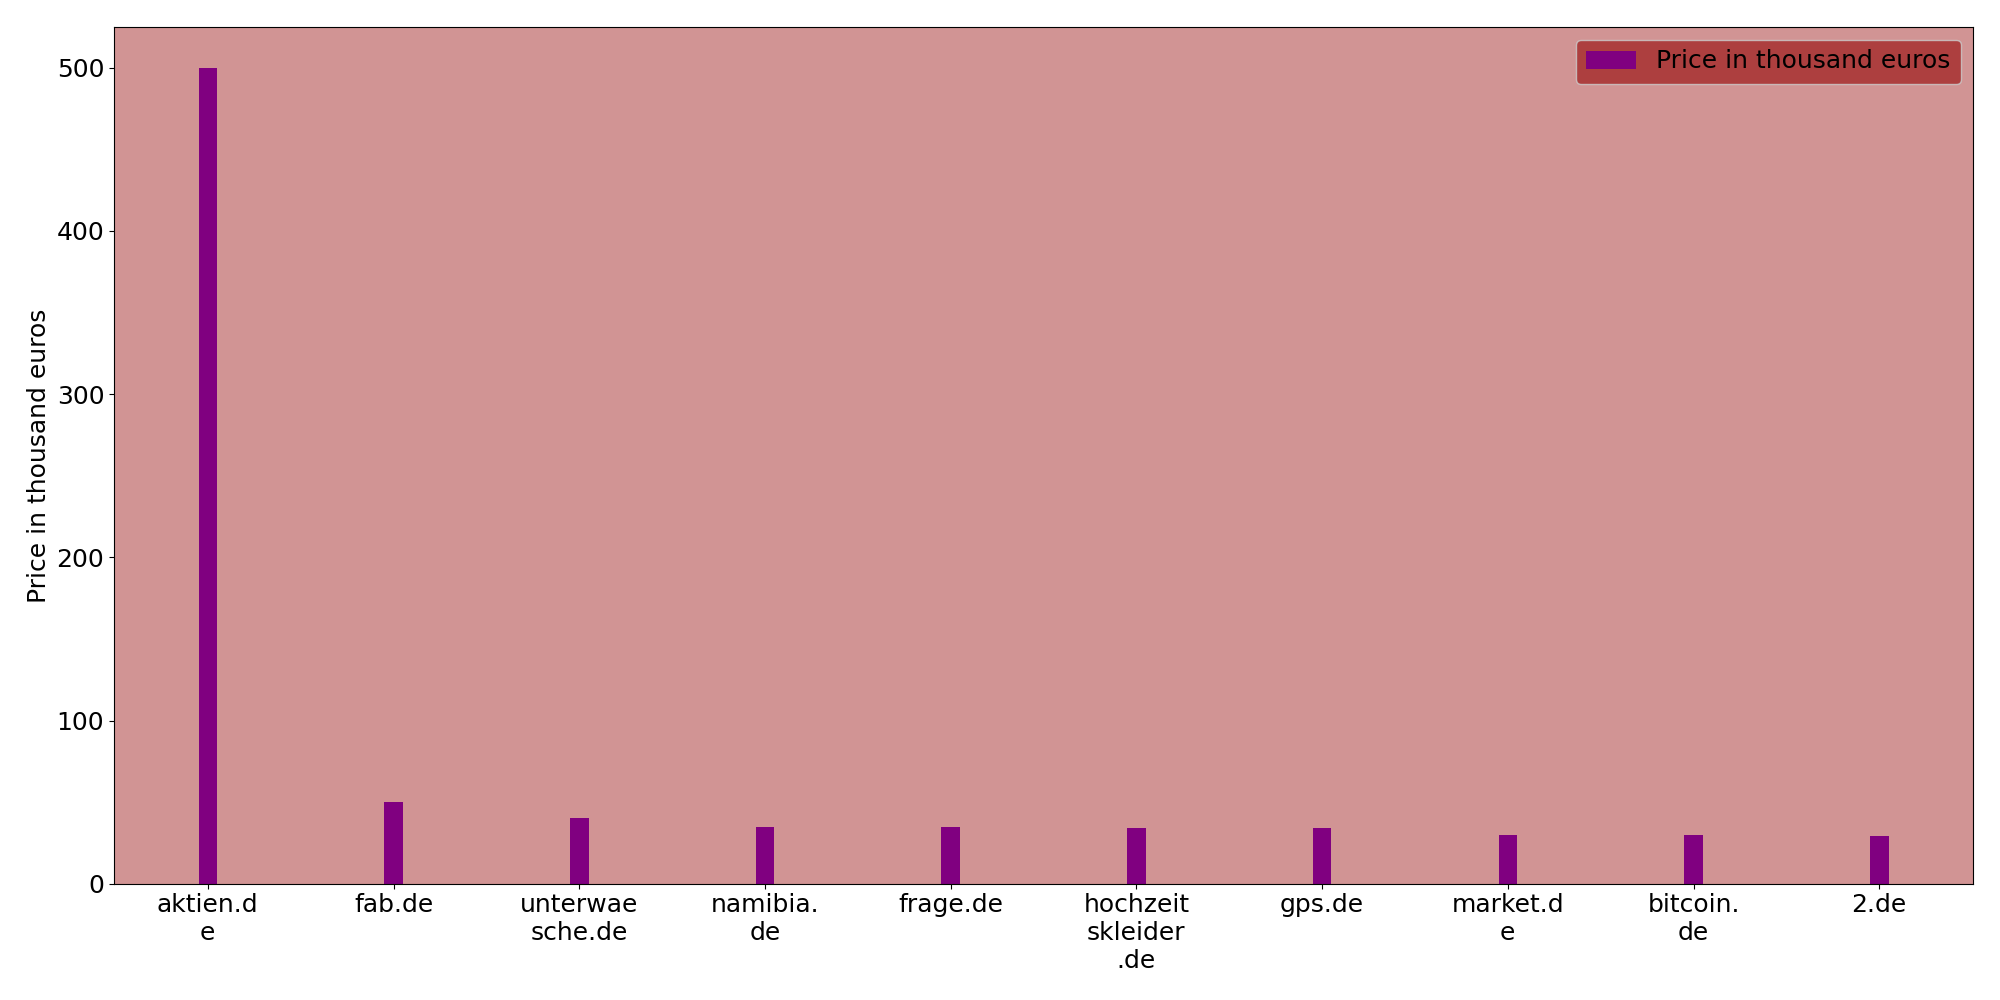 Price in thousand euros
500
400
300
200
100
0
Price in thousand euros
aktien.d
e
fab.de
unterwae
sche.de
namibia.
de
frage.de
hochzeit
skleider
.de
gps.de
market.d
e
bitcoin.
de
2.de